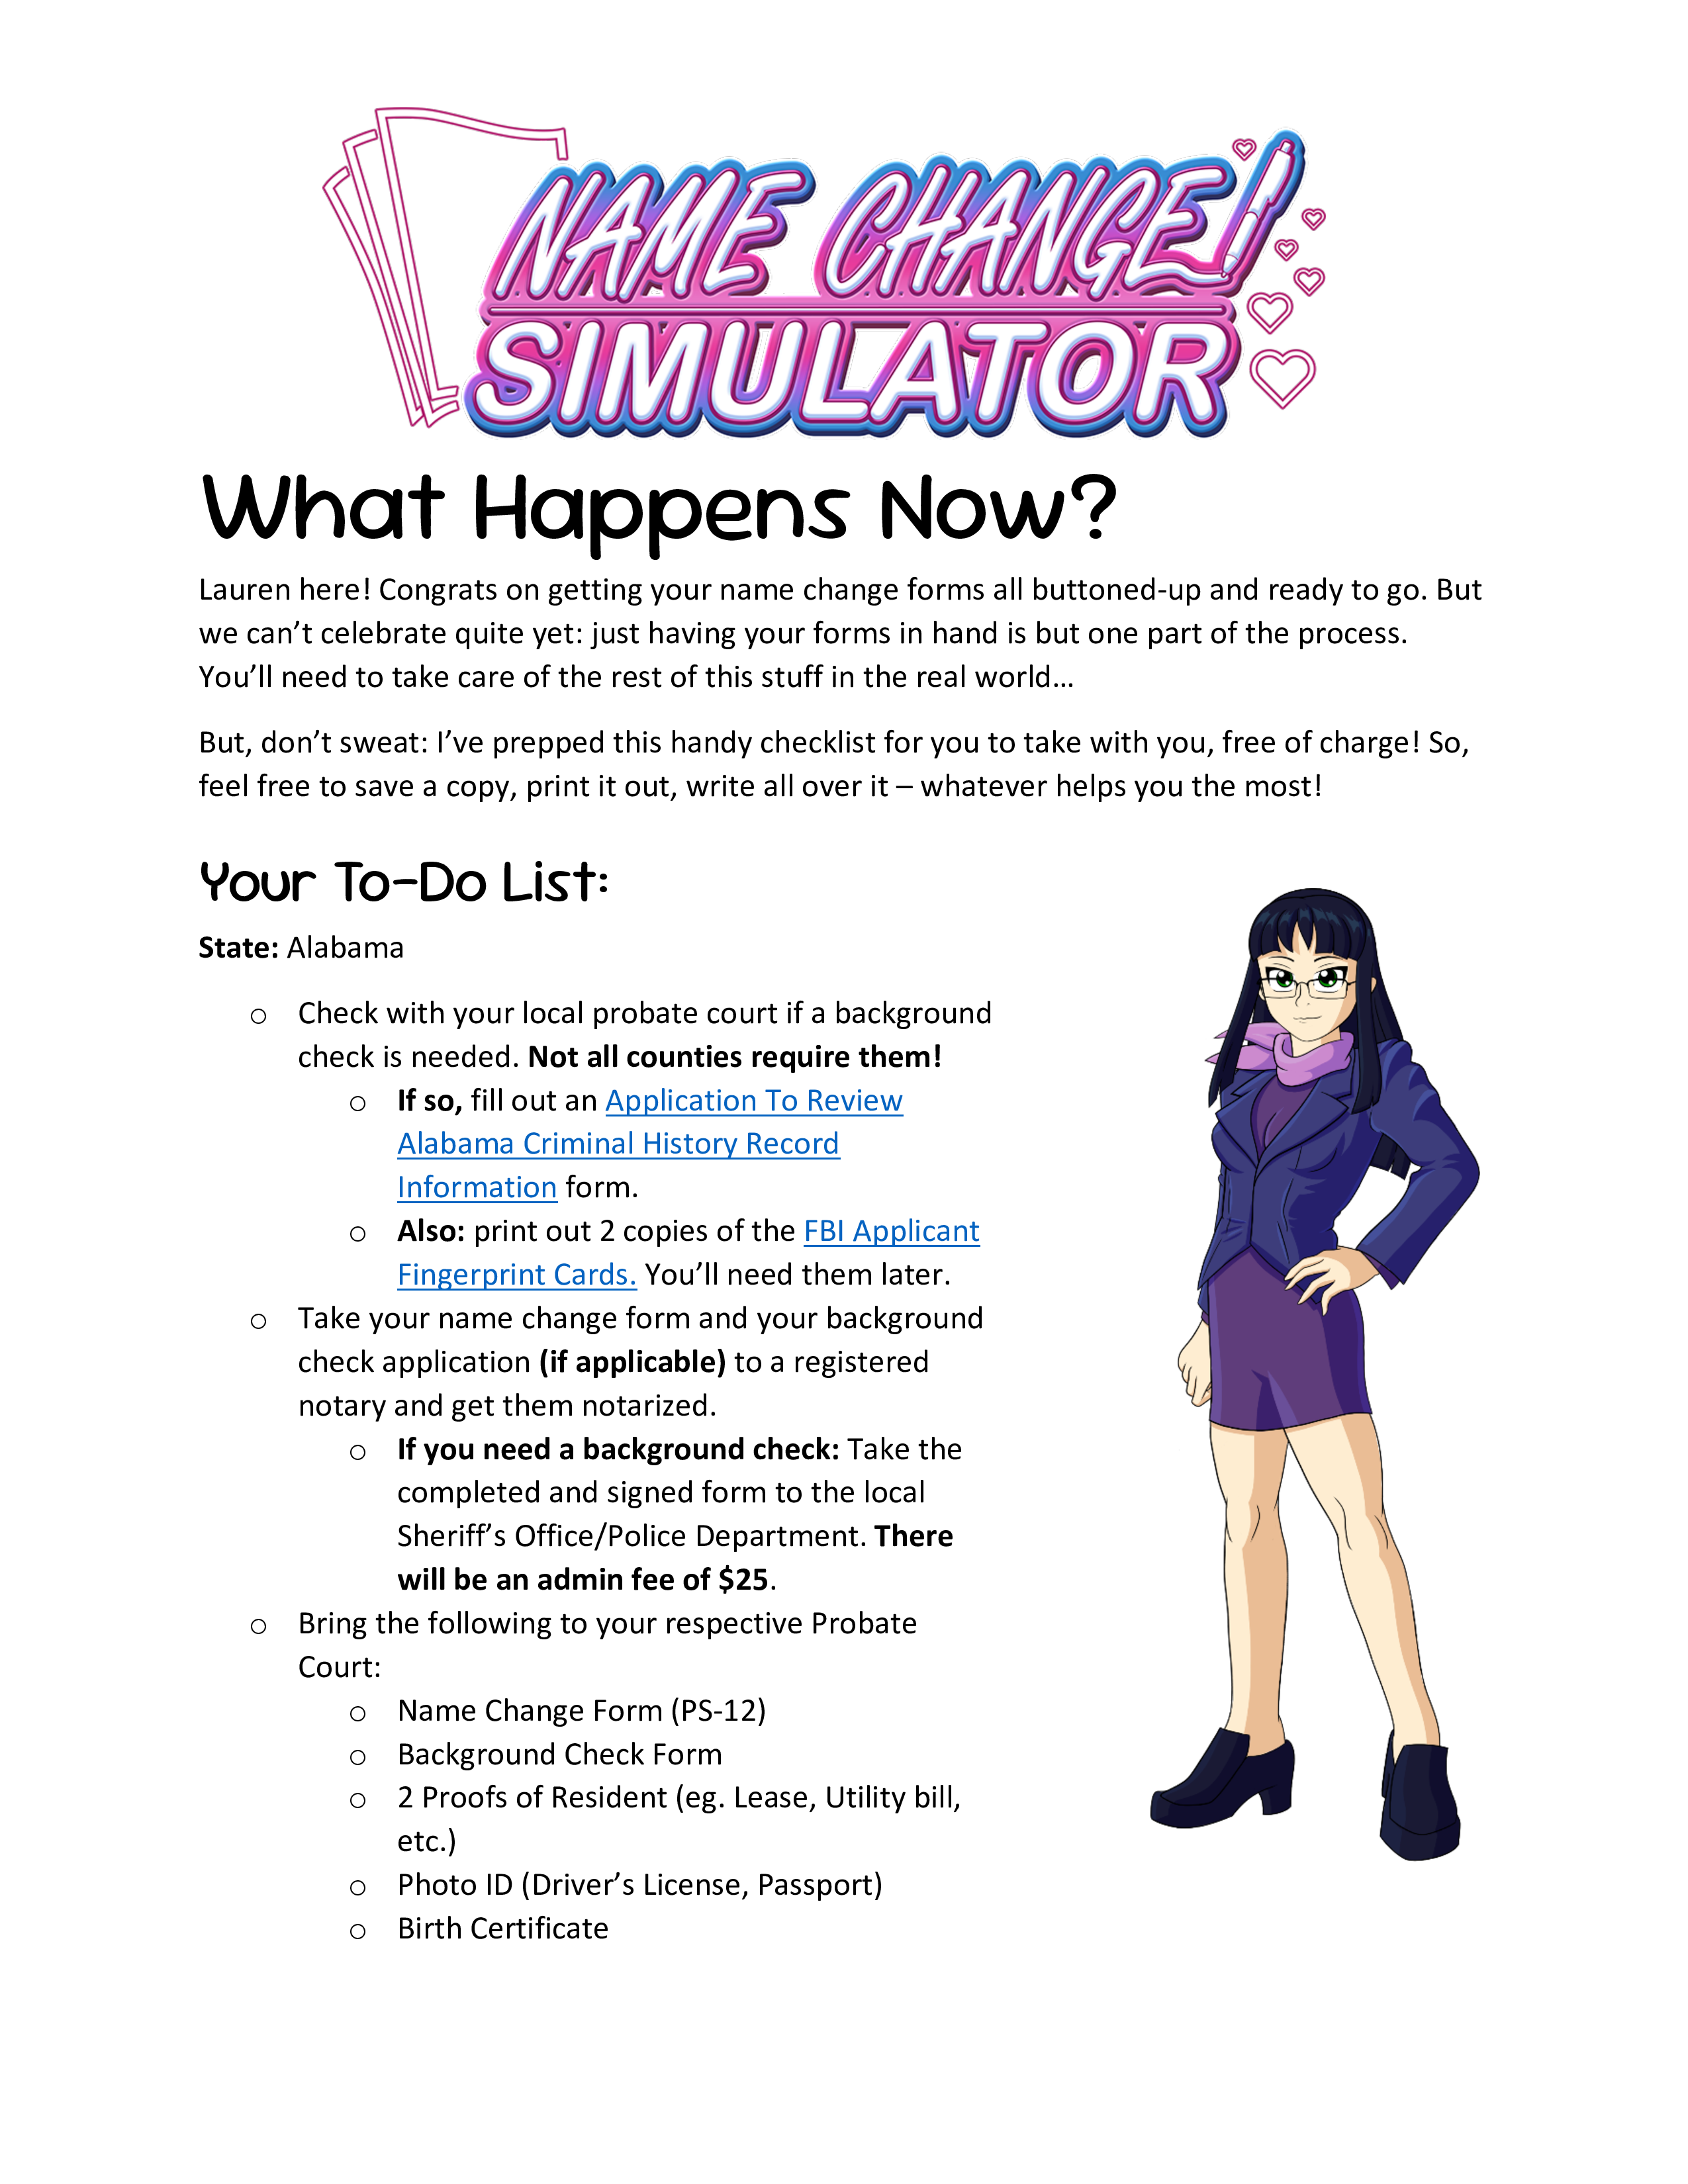 NAME CHANGE
SIMULATOR
What Happens Now?
Lauren here! Congrats on getting your name change forms all buttoned-up and ready to go. But
we can’t celebrate quite yet: just having your forms in hand is but one part of the process.
You’ll need to take care of the rest of this stuff in the real world…
But, don’t sweat: I’ve prepped this handy checklist for you to take with you, free of charge! So,
feel free to save a copy, print it out, write all over it – whatever helps you the most!
Your To-Do List:
State: Alabama
o Check with your local probate court if a background
check is needed. Not all counties require them!
o If so, fill out an Application To Review
Alabama Criminal History Record
Information form.
o Also: print out 2 copies of the FBI Applicant
Fingerprint Cards. You’ll need them later.
o Take your name change form and your background
check application (if applicable) to a registered
notary and get them notarized.
o If you need a background check: Take the
completed and signed form to the local
Sheriff’s Office/Police Department. There
will be an admin fee of $25.
o Bring the following to your respective Probate
Court:
o Name Change Form (PS-12)
o Background Check Form
o 2 Proofs of Resident (eg. Lease, Utility bill,
etc.)
o Photo ID (Driver’s License, Passport)
o Birth Certificate